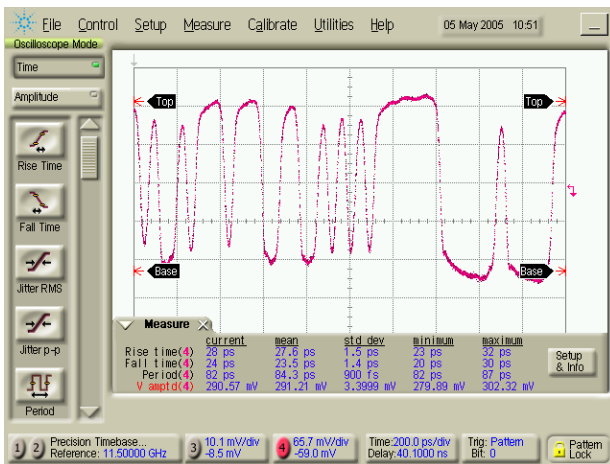 File Control Setup Measure Calibrate Utilities Help 05 May 2005 10:51
Oscilloscope Mode
Time
Amplitude
Rise Time
Fall Time
Jitter RMS
Jitter p-p
Period
Top Top
Base Base
Measure
current mean std dev minimum maximum
Rise time(4) 28 ps 27.6 ps 1.5 ps 23 ps 32 ps
Fall time(4) 24 ps 23.5 ps 1.4 ps 20 ps 30 ps
Period(4) 82 ps 84.3 ps 900 fs 82 ps 87 ps
V amptd(4) 290.57 mV 291.21 mV 3.3999 mV 279.89 mV 302.32 mV
Setup
& Info
1 2 Precision Timebase...
Reference: 11.50000 GHz
3 10.1 mV/div
-8.5 mV
4 65.7 mV/div
-59.0 mV
Time:200.0 ps/div
Delay:40.1000 ns
Trig: Pattern
Bit: 0
Pattern
Lock